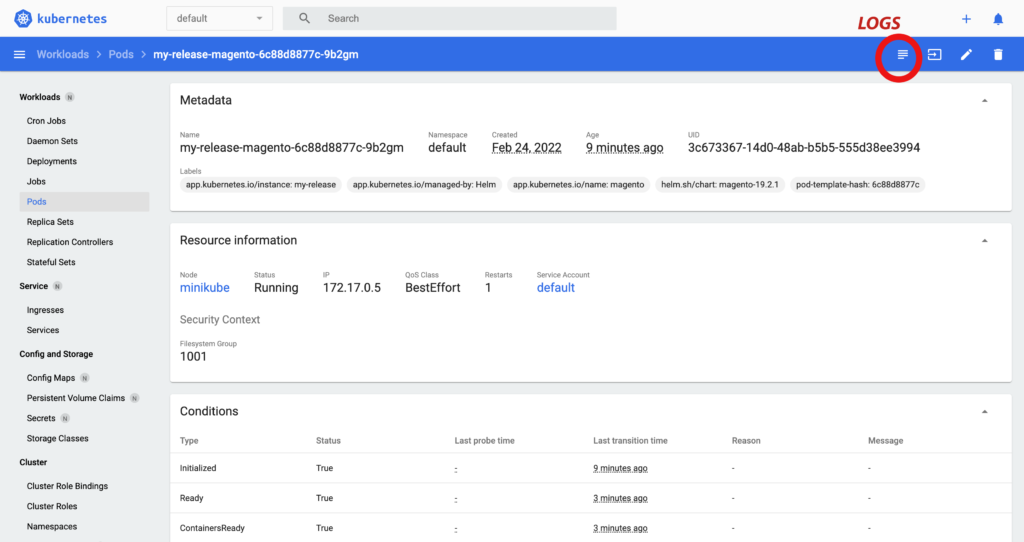 kubernetes
default
Search
LOGS
Workloads > Pods > my-release-magento-6c88d8877c-9b2gm
Workloads N
Cron Jobs
Daemon Sets
Deployments
Jobs
Pods
Replica Sets
Replication Controllers
Stateful Sets
Service N
Ingresses
Services
Config and Storage
Config Maps N
Persistent Volume Claims N
Secrets N
Storage Classes
Cluster
Cluster Role Bindings
Cluster Roles
Namespaces
Metadata
Name Namespace Created Age UID
my-release-magento-6c88d8877c-9b2gm default Feb 24, 2022 9 minutes ago 3c673367-14d0-48ab-b5b5-555d38ee3994
Labels
app.kubernetes.io/instance: my-release app.kubernetes.io/managed-by: Helm app.kubernetes.io/name: magento helm.sh/chart: magento-19.2.1 pod-template-hash: 6c88d8877c
Resource information
Node Status IP QoS Class Restarts Service Account
minikube Running 172.17.0.5 BestEffort 1 default
Security Context
Filesystem Group
1001
Conditions
Type Status Last probe time Last transition time Reason Message
Initialized True - 9 minutes ago - -
Ready True - 3 minutes ago - -
ContainersReady True - 3 minutes ago - -